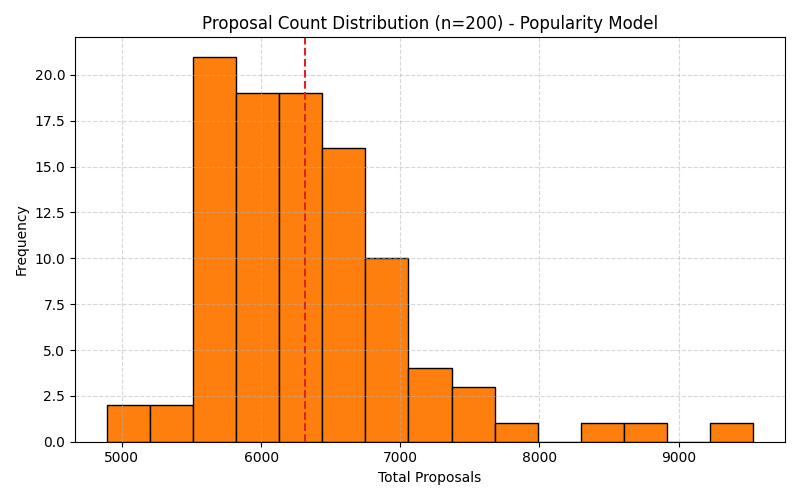 Proposal Count Distribution (n=200) - Popularity Model
Frequency
20.0
17.5
15.0
12.5
10.0
7.5
5.0
2.5
0.0
5000 6000 7000 8000 9000
Total Proposals